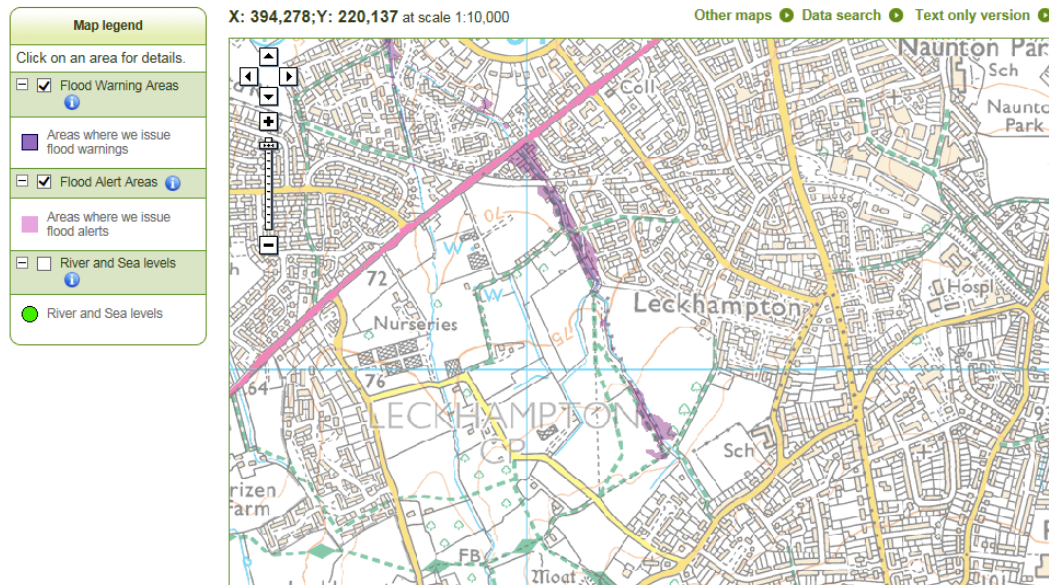 Map legend
Click on an area for details.
Flood Warning Areas
Areas where we issue
flood warnings
Flood Alert Areas
Areas where we issue
flood alerts
River and Sea levels
River and Sea levels
X: 394,278;Y: 220,137 at scale 1:10,000
Other maps
Data search
Text only version
Naunton Par
Sch
Naunto
Park
Coll
70
W
72
W
Hospl
Leckhampton
Nurseries
75
64
76
LECKHAMPTON
CP
Sch
rizen
Farm
FB
Moat